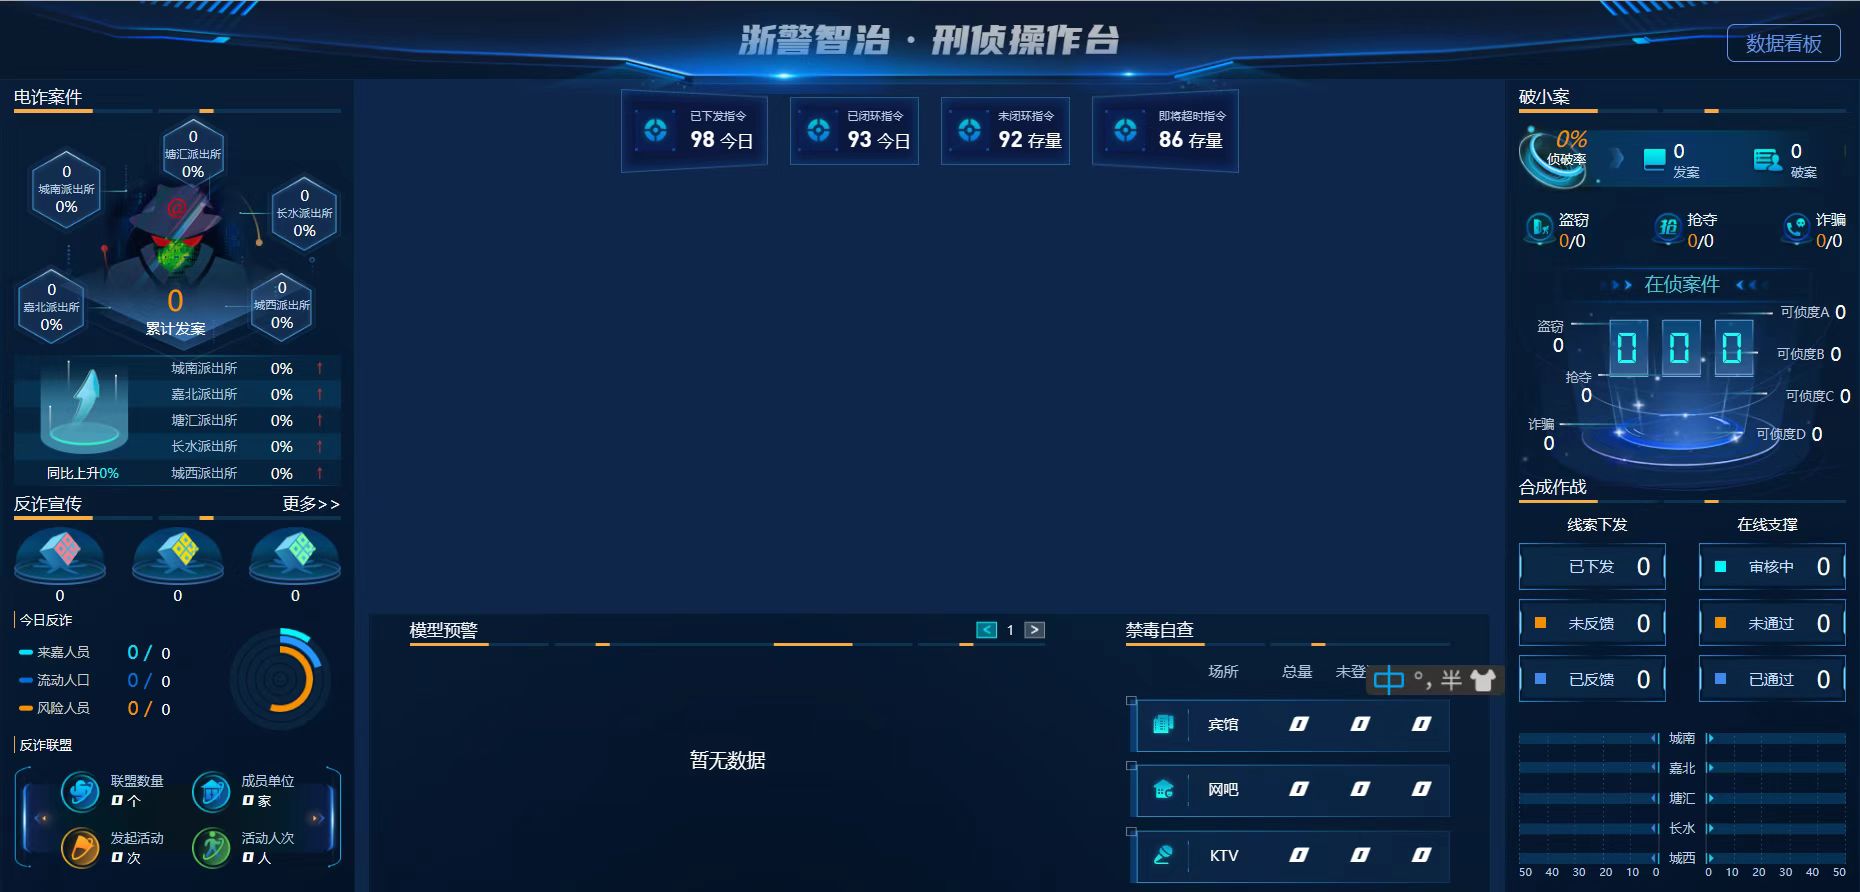 浙警智治·刑侦操作台
数据看板
电诈案件
0
塘汇派出所
0%
0
城南派出所
0%
0
长水派出所
0%
0
嘉北派出所
0%
0
城西派出所
0%
0
累计发案
城南派出所 0% ↑
嘉北派出所 0% ↑
塘汇派出所 0% ↑
长水派出所 0% ↑
城西派出所 0% ↑
同比上升0%
反诈宣传 更多>>
0 0 0
今日反诈
来嘉人员 0 / 0
流动人口 0 / 0
风险人员 0 / 0
反诈联盟
联盟数量
0 个
成员单位
0 家
发起活动
0 次
活动人次
0 人
已下发指令
98 今日
已闭环指令
93 今日
未闭环指令
92 存量
即将超时指令
86 存量
模型预警 < 1 >
暂无数据
禁毒自查
场所 总量 未登
中 °, 半
宾馆 0 0 0
网吧 0 0 0
KTV 0 0 0
破小案
0%
侦破率
0
发案
0
破案
盗窃
0/0
抢夺
0/0
诈骗
0/0
在侦案件
0 0 0
盗窃
0
抢夺
0
诈骗
0
可侦度A 0
可侦度B 0
可侦度C 0
可侦度D 0
合成作战
线索下发 在线支撑
已下发 0 审核中 0
未反馈 0 未通过 0
已反馈 0 已通过 0
城南
嘉北
塘汇
长水
城西
50 40 30 20 10 0 0 10 20 30 40 50